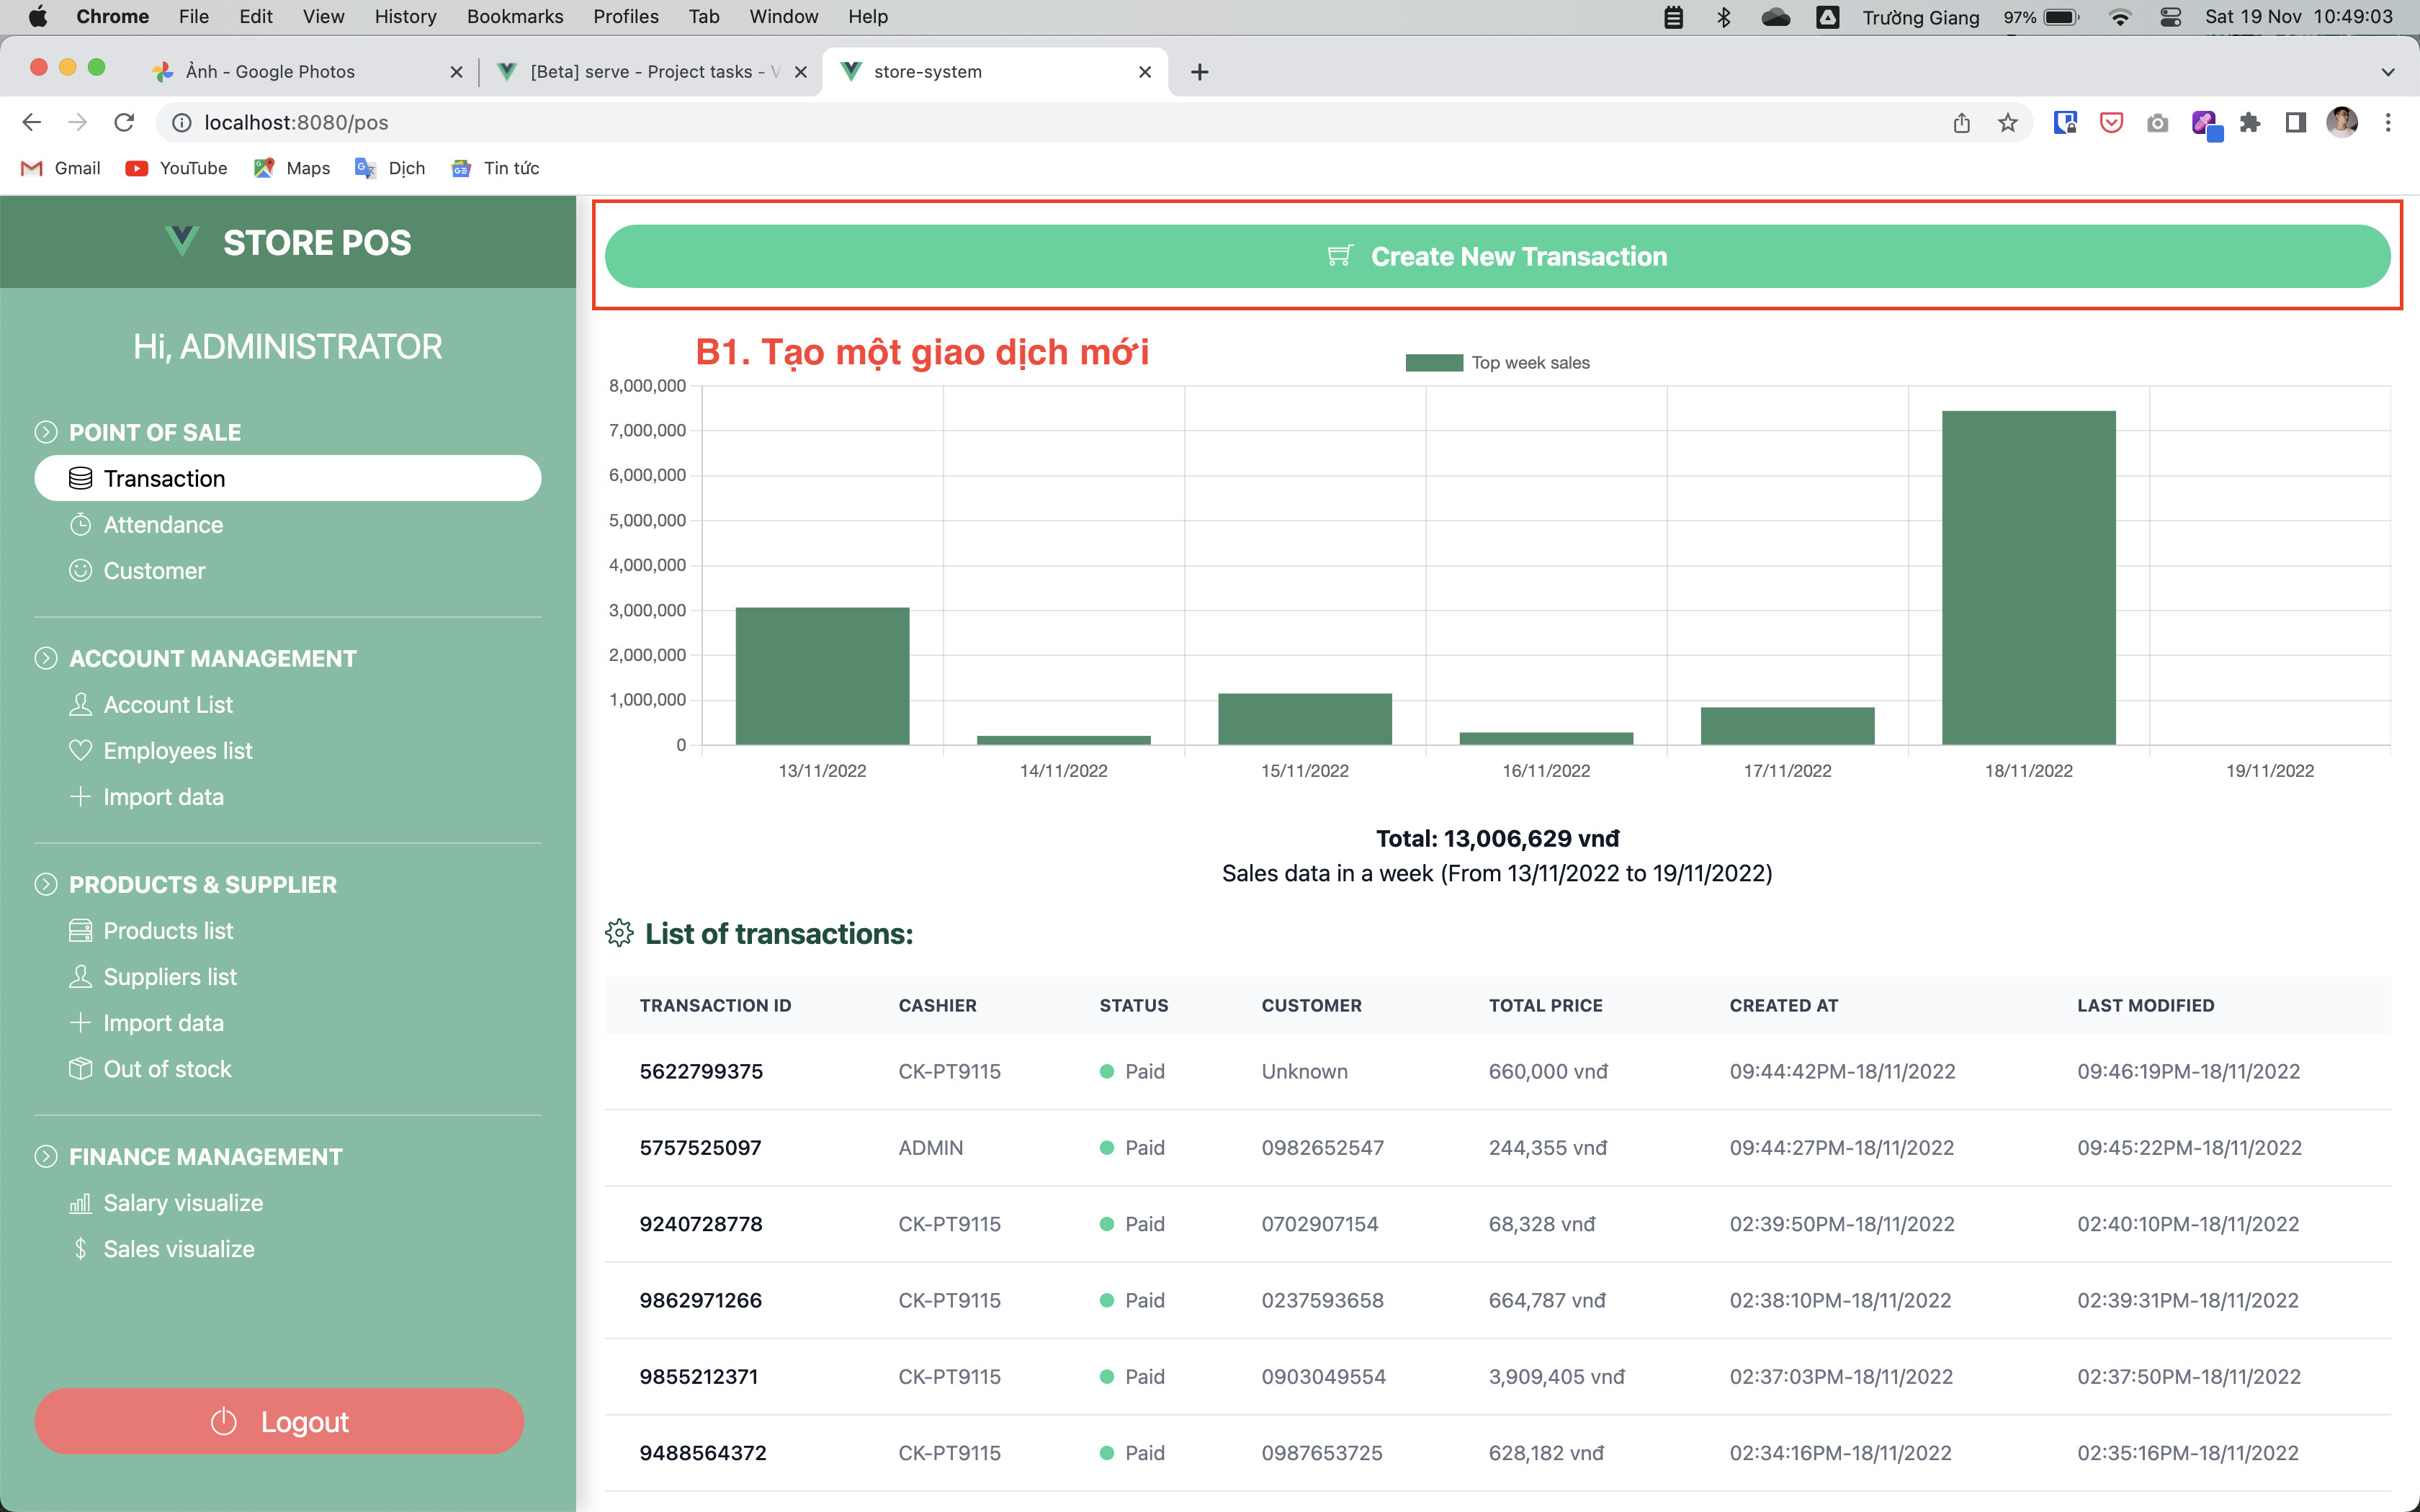 Chrome File Edit View History Bookmarks Profiles Tab Window Help Trường Giang 97% Sat 19 Nov 10:49:03
Ảnh - Google Photos [Beta] serve - Project tasks - store-system
localhost:8080/pos
Gmail YouTube Maps Dịch Tin tức
STORE POS
Hi, ADMINISTRATOR
POINT OF SALE
Transaction
Attendance
Customer
ACCOUNT MANAGEMENT
Account List
Employees list
Import data
PRODUCTS & SUPPLIER
Products list
Suppliers list
Import data
Out of stock
FINANCE MANAGEMENT
Salary visualize
Sales visualize
Logout
Create New Transaction
B1. Tạo một giao dịch mới
Top week sales
8,000,000
7,000,000
6,000,000
5,000,000
4,000,000
3,000,000
2,000,000
1,000,000
0
13/11/2022 14/11/2022 15/11/2022 16/11/2022 17/11/2022 18/11/2022 19/11/2022
Total: 13,006,629 vnđ
Sales data in a week (From 13/11/2022 to 19/11/2022)
List of transactions:
TRANSACTION ID CASHIER STATUS CUSTOMER TOTAL PRICE CREATED AT LAST MODIFIED
5622799375 CK-PT9115 Paid Unknown 660,000 vnđ 09:44:42PM-18/11/2022 09:46:19PM-18/11/2022
5757525097 ADMIN Paid 0982652547 244,355 vnđ 09:44:27PM-18/11/2022 09:45:22PM-18/11/2022
9240728778 CK-PT9115 Paid 0702907154 68,328 vnđ 02:39:50PM-18/11/2022 02:40:10PM-18/11/2022
9862971266 CK-PT9115 Paid 0237593658 664,787 vnđ 02:38:10PM-18/11/2022 02:39:31PM-18/11/2022
9855212371 CK-PT9115 Paid 0903049554 3,909,405 vnđ 02:37:03PM-18/11/2022 02:37:50PM-18/11/2022
9488564372 CK-PT9115 Paid 0987653725 628,182 vnđ 02:34:16PM-18/11/2022 02:35:16PM-18/11/2022